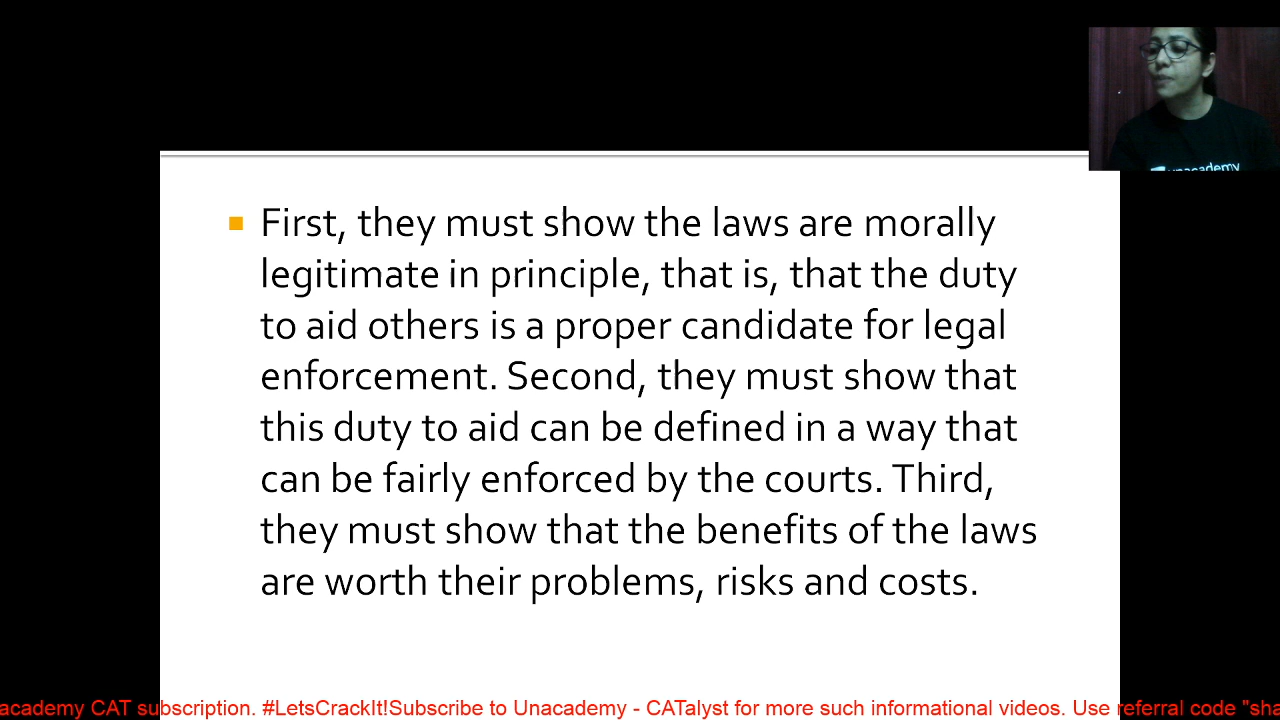 unacademy
First, they must show the laws are morally
legitimate in principle, that is, that the duty
to aid others is a proper candidate for legal
enforcement. Second, they must show that
this duty to aid can be defined in a way that
can be fairly enforced by the courts. Third,
they must show that the benefits of the laws
are worth their problems, risks and costs.
academy CAT subscription. #LetsCrackIt!Subscribe to Unacademy - CATalyst for more such informational videos. Use referral code "sha